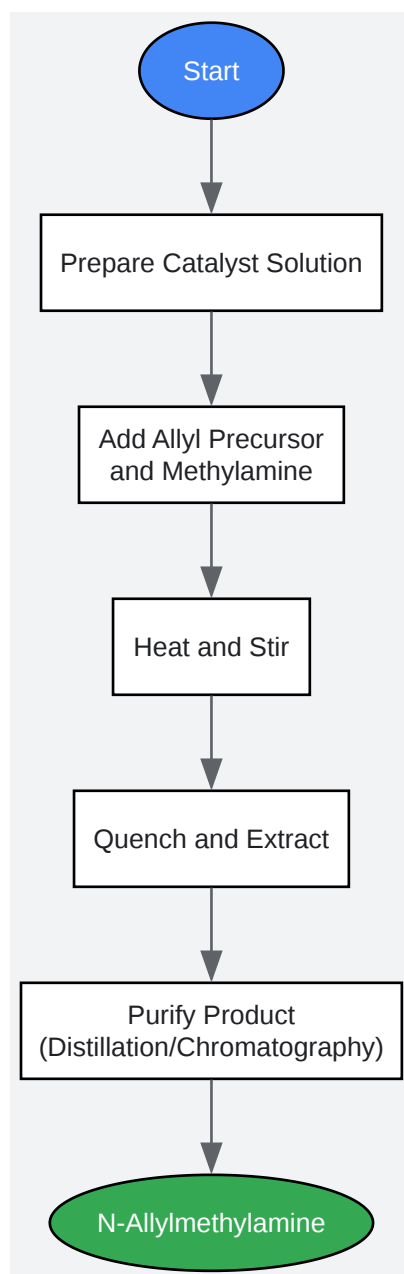 Start
Prepare Catalyst Solution
Add Allyl Precursor
and Methylamine
Heat and Stir
Quench and Extract
Purify Product
(Distillation/Chromatography)
N-Allylmethylamine